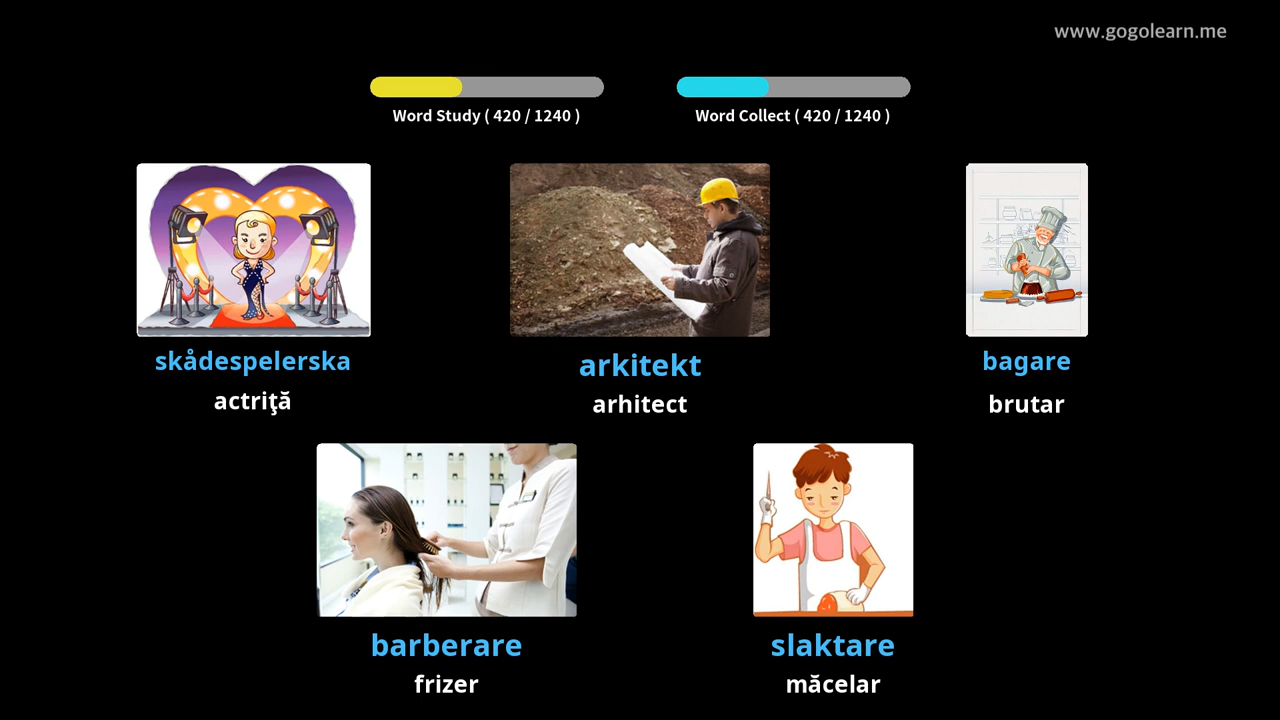 www.gogolearn.me
Word Study ( 420 / 1240 )
Word Collect ( 420 / 1240 )
skådespelerska
actriţă
arkitekt
arhitect
bagare
brutar
barberare
frizer
slaktare
măcelar